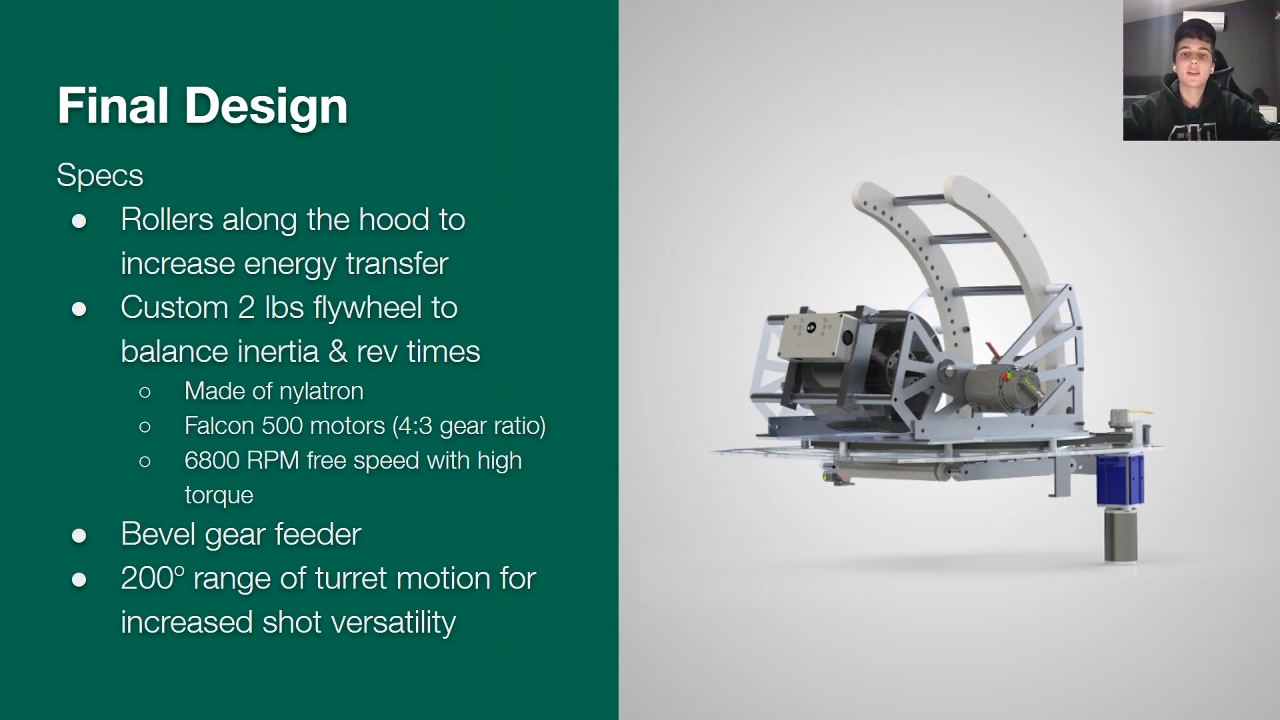 Final Design
Specs
● Rollers along the hood to
increase energy transfer
● Custom 2 lbs flywheel to
balance inertia & rev times
○ Made of nylatron
○ Falcon 500 motors (4:3 gear ratio)
○ 6800 RPM free speed with high
torque
● Bevel gear feeder
● 200º range of turret motion for
increased shot versatility